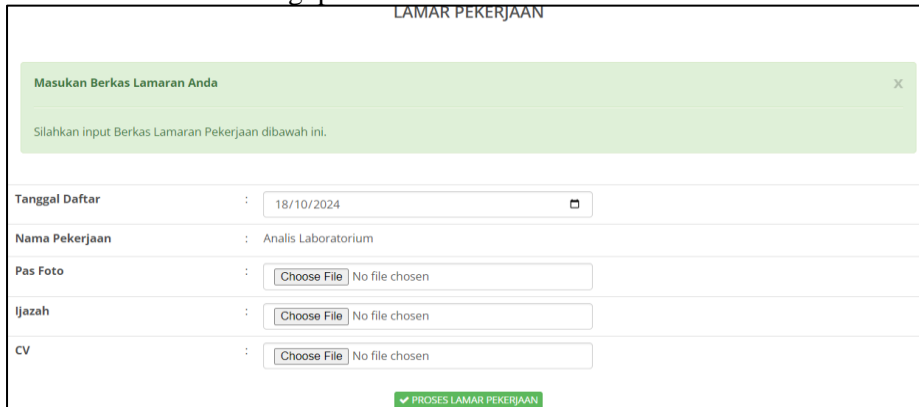 LAMAR PEKERJAAN
Masukan Berkas Lamaran Anda x
Silahkan input Berkas Lamaran Pekerjaan dibawah ini.
Tanggal Daftar : 18/10/2024
Nama Pekerjaan : Analis Laboratorium
Pas Foto : Choose File No file chosen
Ijazah : Choose File No file chosen
CV : Choose File No file chosen
✔ PROSES LAMAR PEKERJAAN